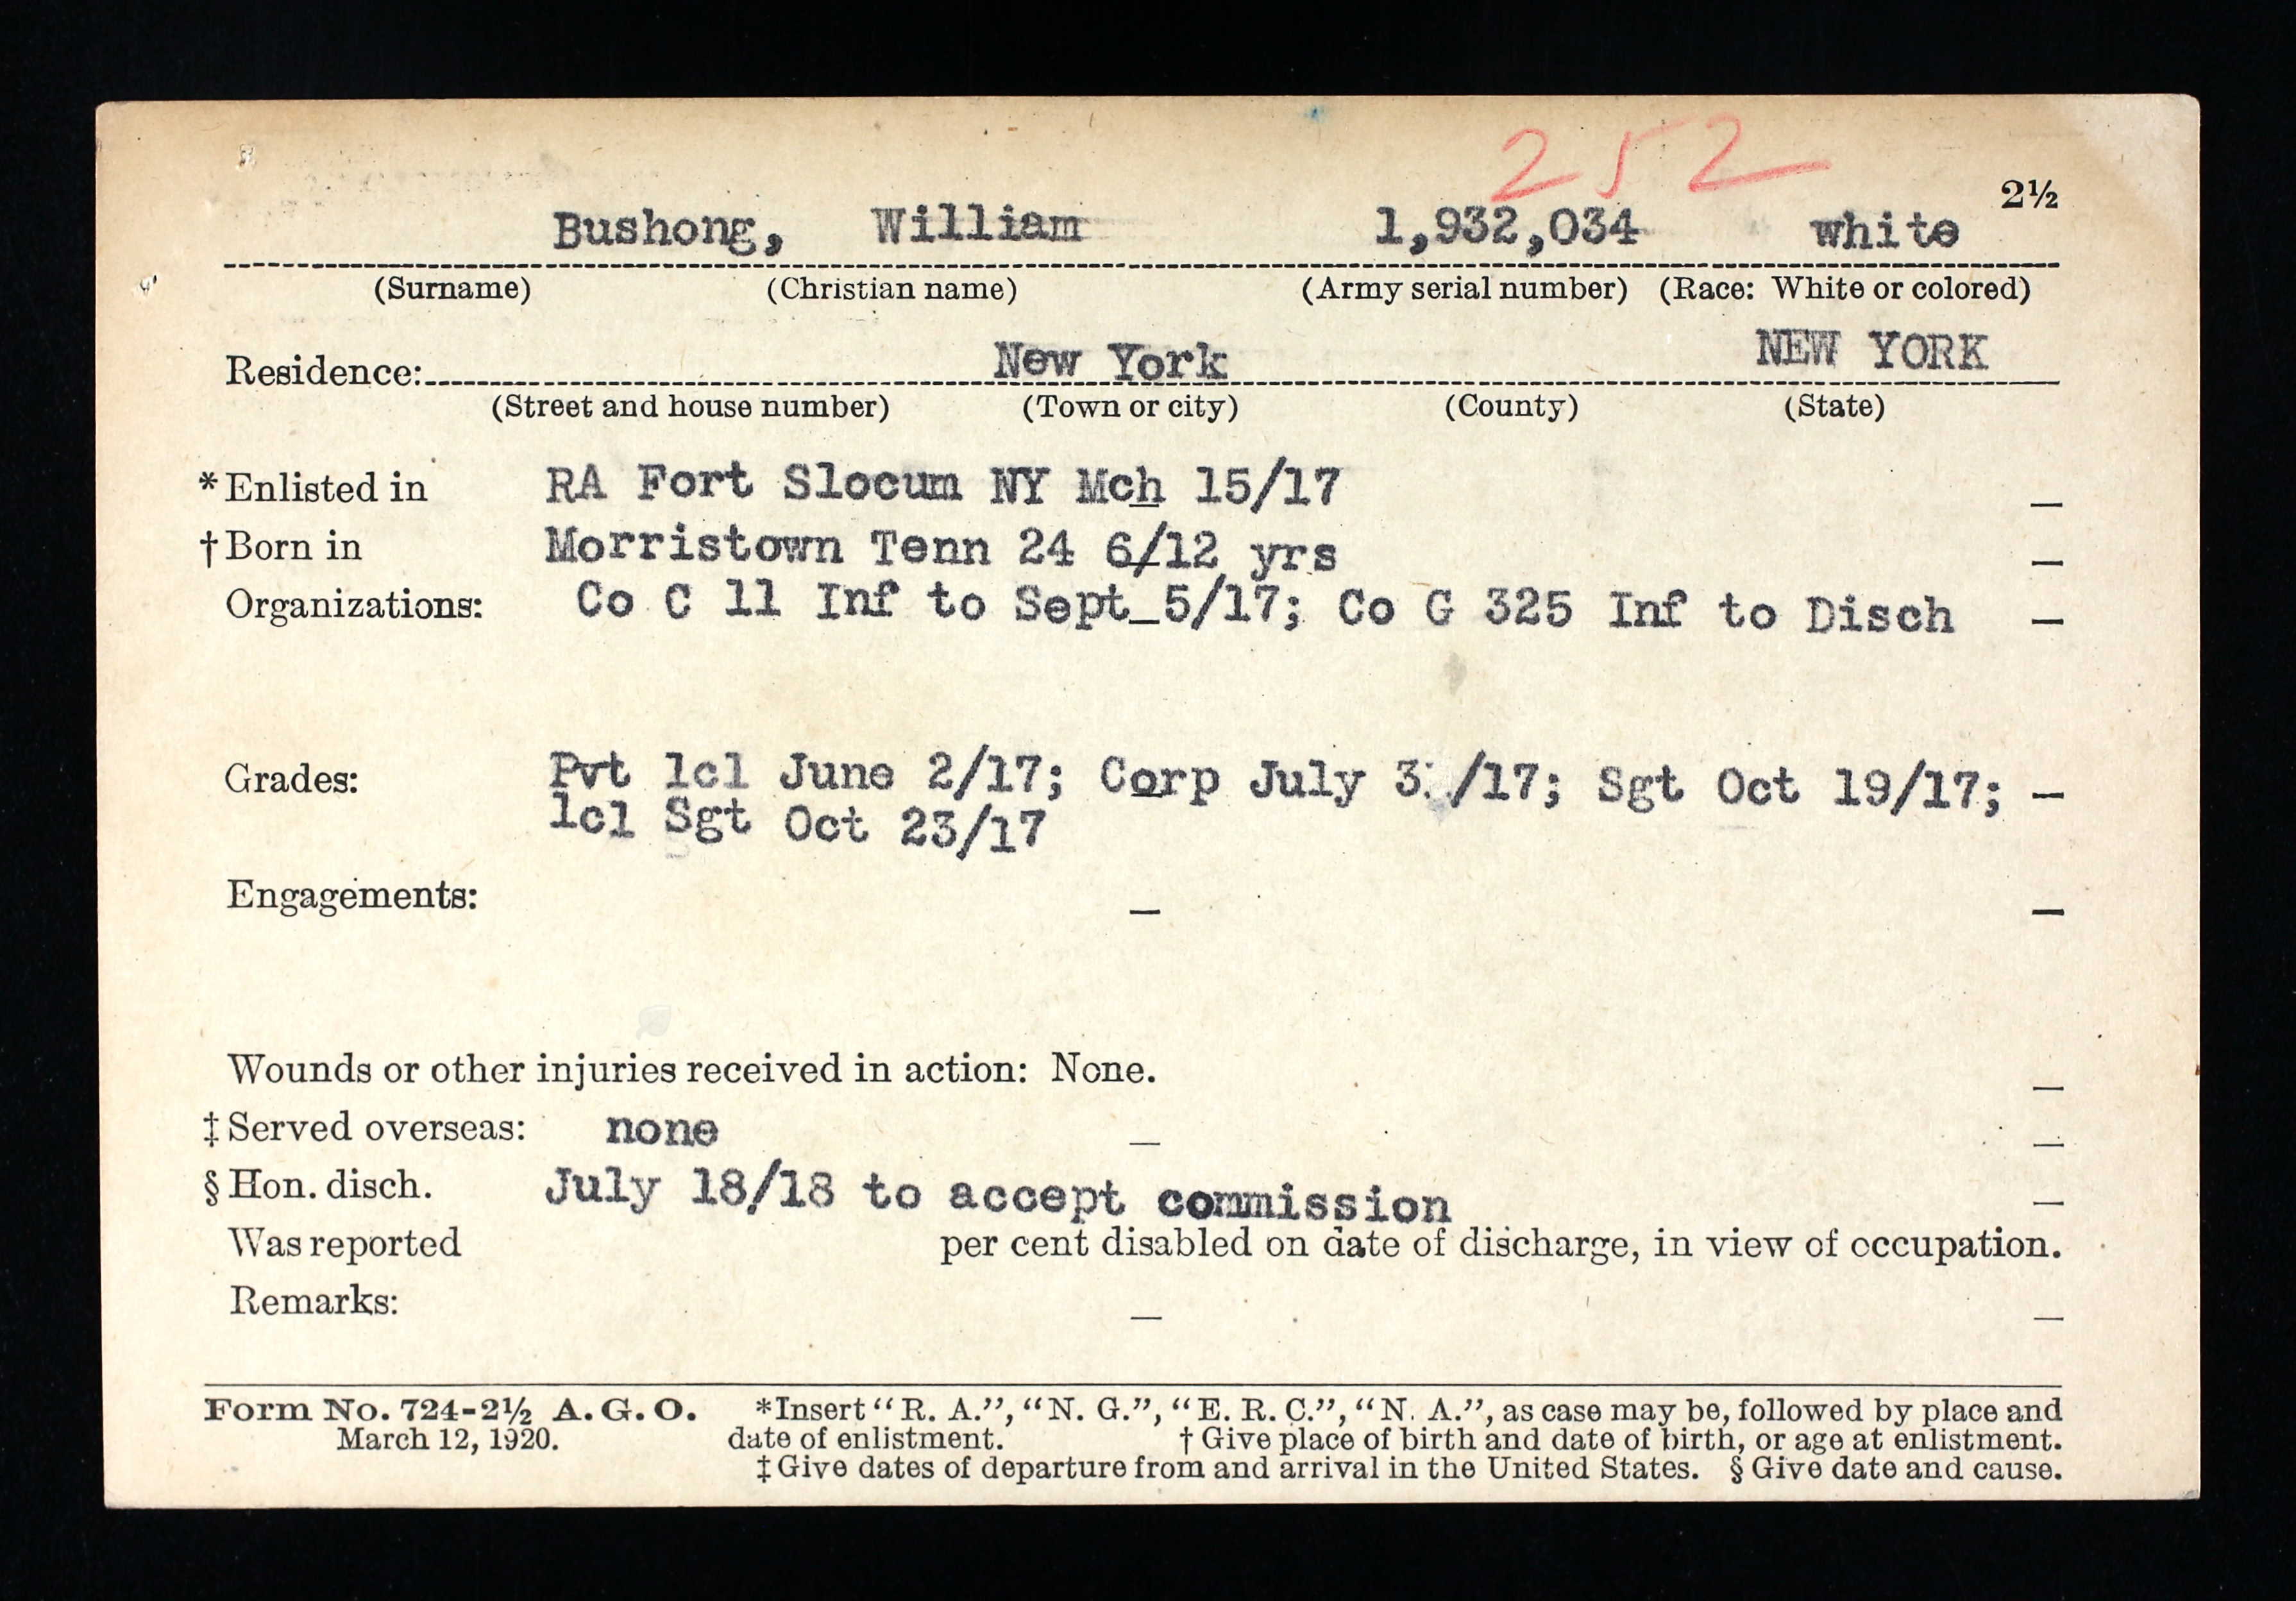 252
2½
Bushong, William 1,932,034 white
(Surname) (Christian name) (Army serial number) (Race: White or colored)
Residence: New York NEW YORK
(Street and house number) (Town or city) (County) (State)
*Enlisted in RA Fort Slocum NY Mch 15/17 —
†Born in Morristown Tenn 24 6/12 yrs —
Organizations: Co C 11 Inf to Sept_5/17; Co G 325 Inf to Disch —
Grades: Pvt 1cl June 2/17; Corp July /17; Sgt Oct 19/17; —
1cl Sgt Oct 23/17
Engagements: — —
Wounds or other injuries received in action: None. —
‡Served overseas: none — —
§Hon. disch. July 18/18 to accept commission —
Was reported per cent disabled on date of discharge, in view of occupation.
Remarks: — —
Form No. 724-2½ A. G. O. *Insert "R. A.", "N. G.", "E. R. C.", "N. A.", as case may be, followed by place and
March 12, 1920. date of enlistment. † Give place of birth and date of birth, or age at enlistment.
‡Give dates of departure from and arrival in the United States. § Give date and cause.